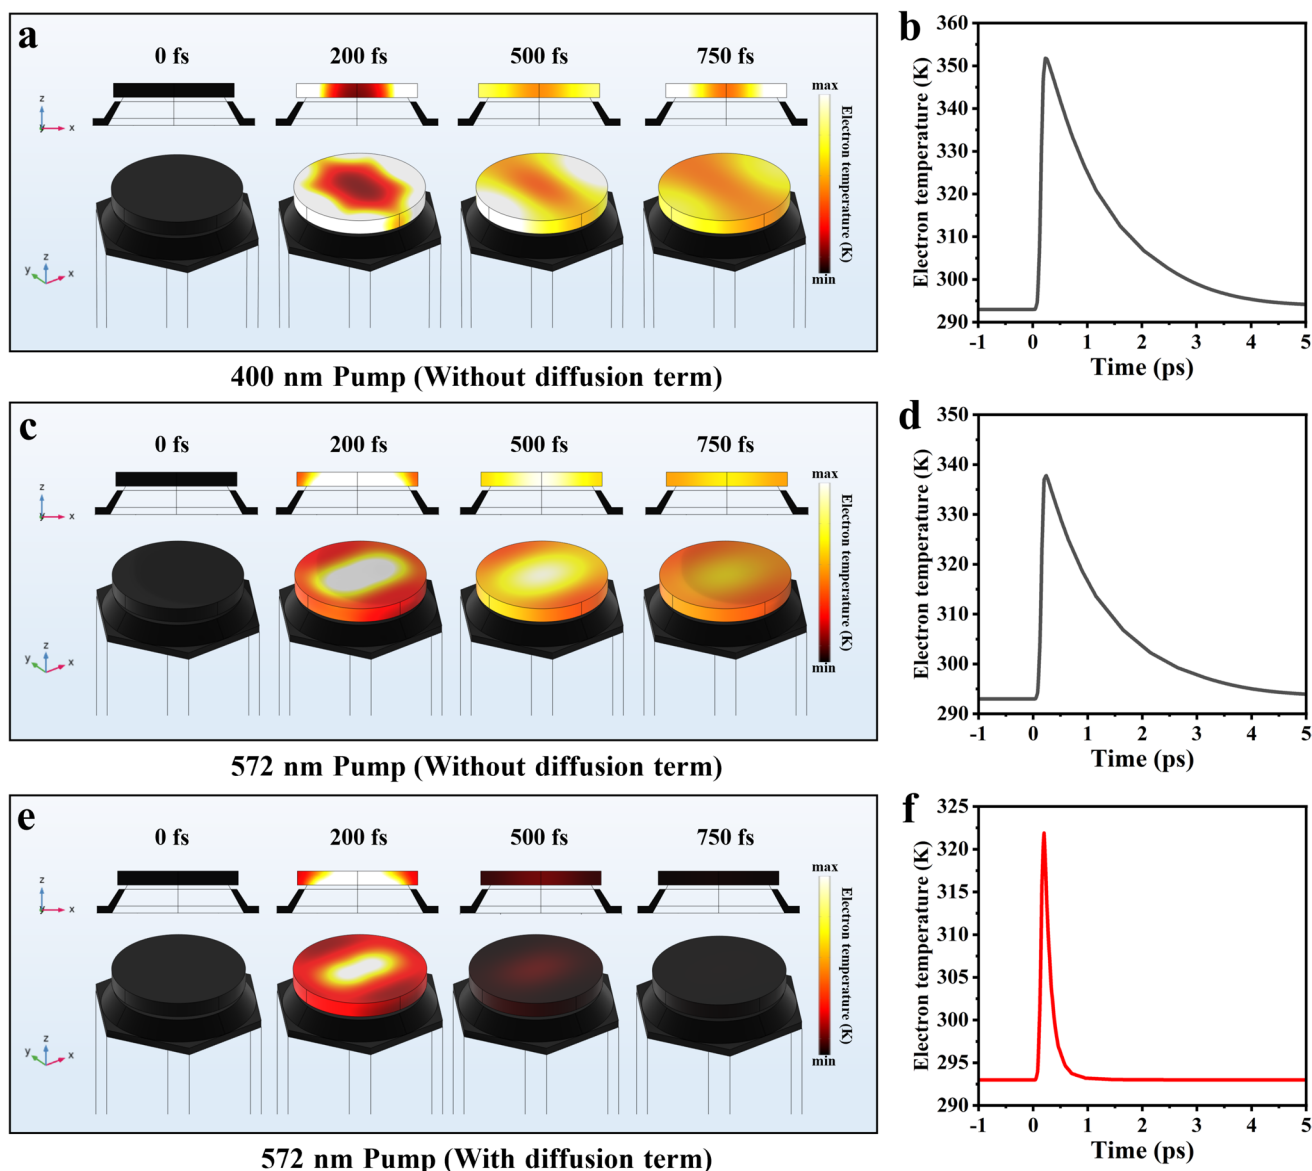 a
0 fs 200 fs 500 fs 750 fs
z
y x
z
y x
max
Electron temperature (K)
min
400 nm Pump (Without diffusion term)
b
360
350
340
330
320
310
300
290
Electron temperature (K)
-1 0 1 2 3 4 5
Time (ps)
c
0 fs 200 fs 500 fs 750 fs
z
y x
z
y x
max
Electron temperature (K)
min
572 nm Pump (Without diffusion term)
d
350
340
330
320
310
300
290
Electron temperature (K)
-1 0 1 2 3 4 5
Time (ps)
e
0 fs 200 fs 500 fs 750 fs
z
y x
z
y x
max
Electron temperature (K)
min
572 nm Pump (With diffusion term)
f
325
320
315
310
305
300
295
290
Electron temperature (K)
-1 0 1 2 3 4 5
Time (ps)